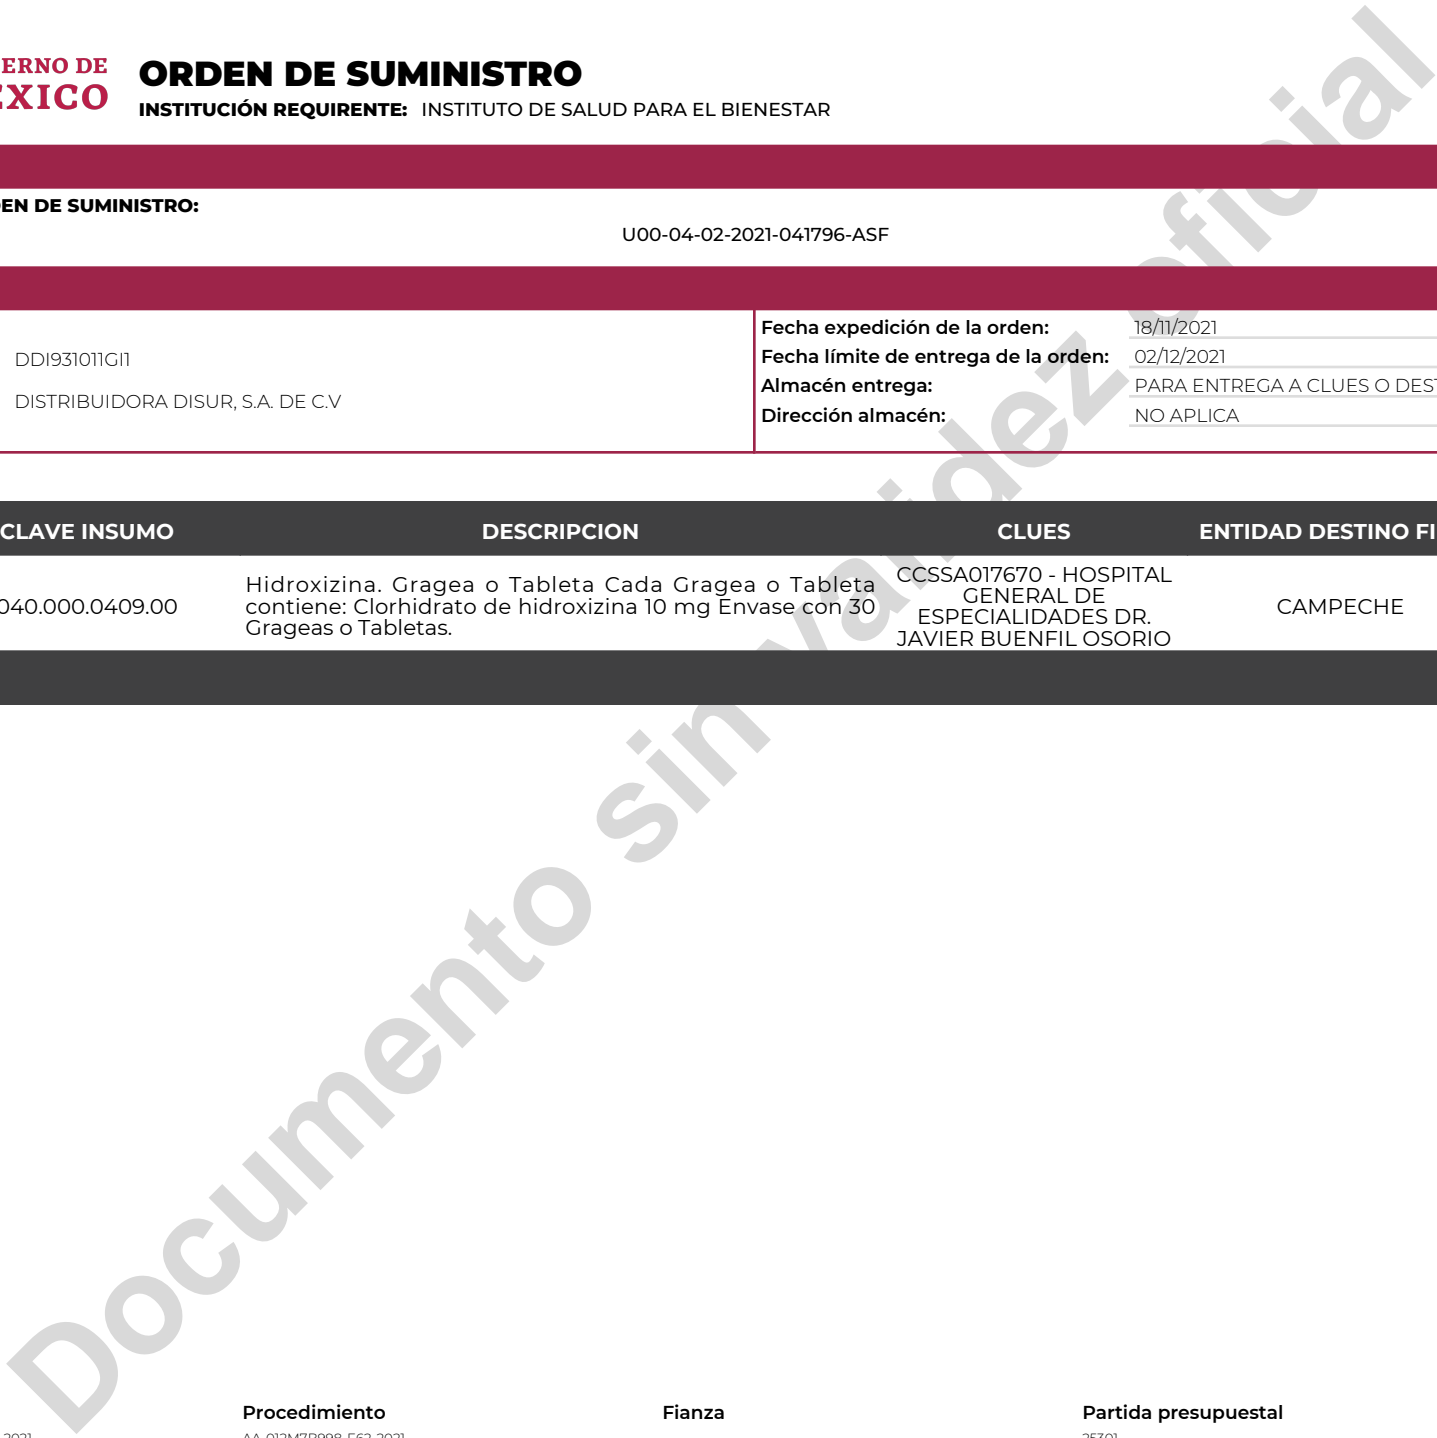 ERNO DE
ORDEN DE SUMINISTRO
EXICO
INSTITUCIÓN REQUIRENTE: INSTITUTO DE SALUD PARA EL BIENESTAR
EN DE SUMINISTRO:
U00-04-02-2021-041796-ASF
DDI931011GI1
DISTRIBUIDORA DISUR, S.A. DE C.V
Fecha expedición de la orden: 18/11/2021
Fecha límite de entrega de la orden: 02/12/2021
Almacén entrega: PARA ENTREGA A CLUES O DEST
Dirección almacén: NO APLICA
CLAVE INSUMO DESCRIPCION CLUES ENTIDAD DESTINO FI
040.000.0409.00
Hidroxizina. Gragea o Tableta Cada Gragea o Tableta
contiene: Clorhidrato de hidroxizina 10 mg Envase con 30
Grageas o Tabletas.
CCSSA017670 - HOSPITAL
GENERAL DE
ESPECIALIDADES DR.
JAVIER BUENFIL OSORIO
CAMPECHE
Documento sin validez oficial
Procedimiento Fianza Partida presupuestal